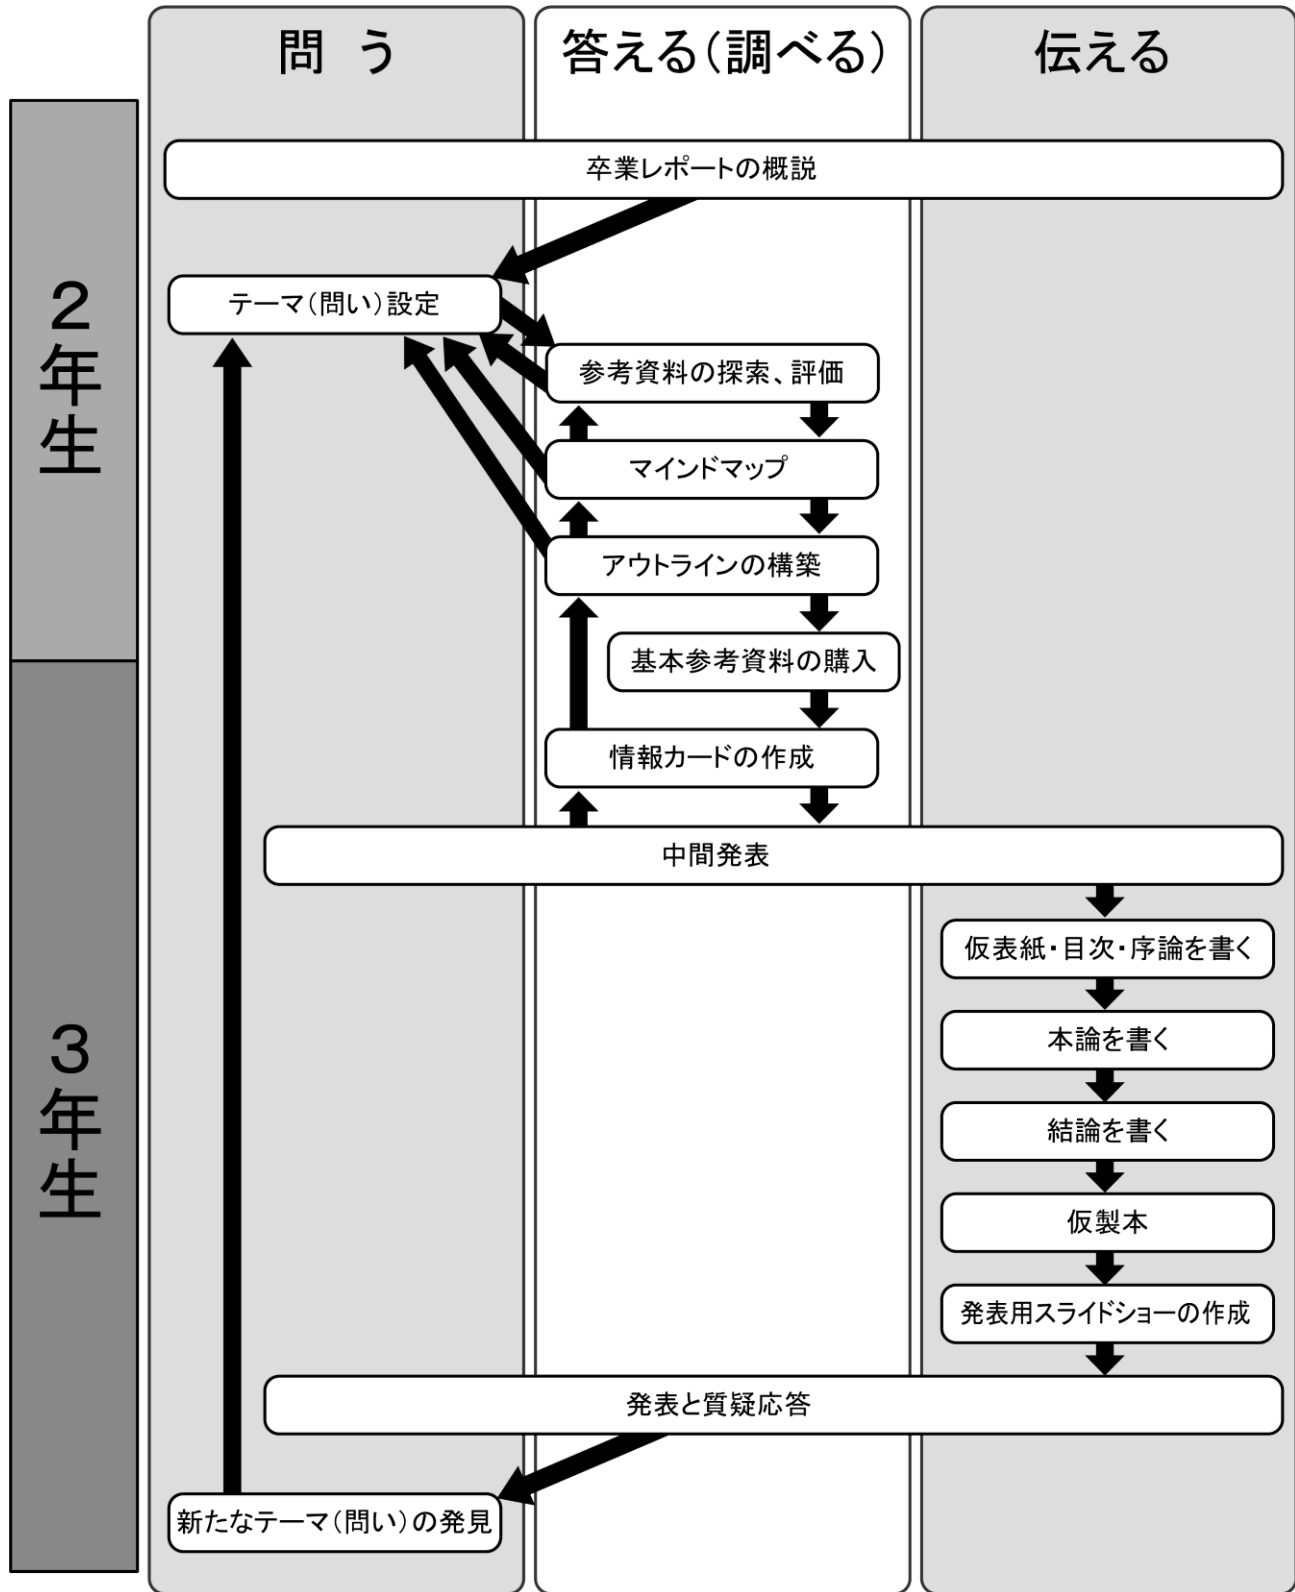 問う
答える(調べる)
伝える
2年生
卒業レポートの概説
テーマ(問い)設定
参考資料の探索、評価
マインドマップ
アウトラインの構築
基本参考資料の購入
3年生
情報カードの作成
中間発表
仮表紙・目次・序論を書く
本論を書く
結論を書く
仮製本
発表用スライドショーの作成
発表と質疑応答
新たなテーマ(問い)の発見